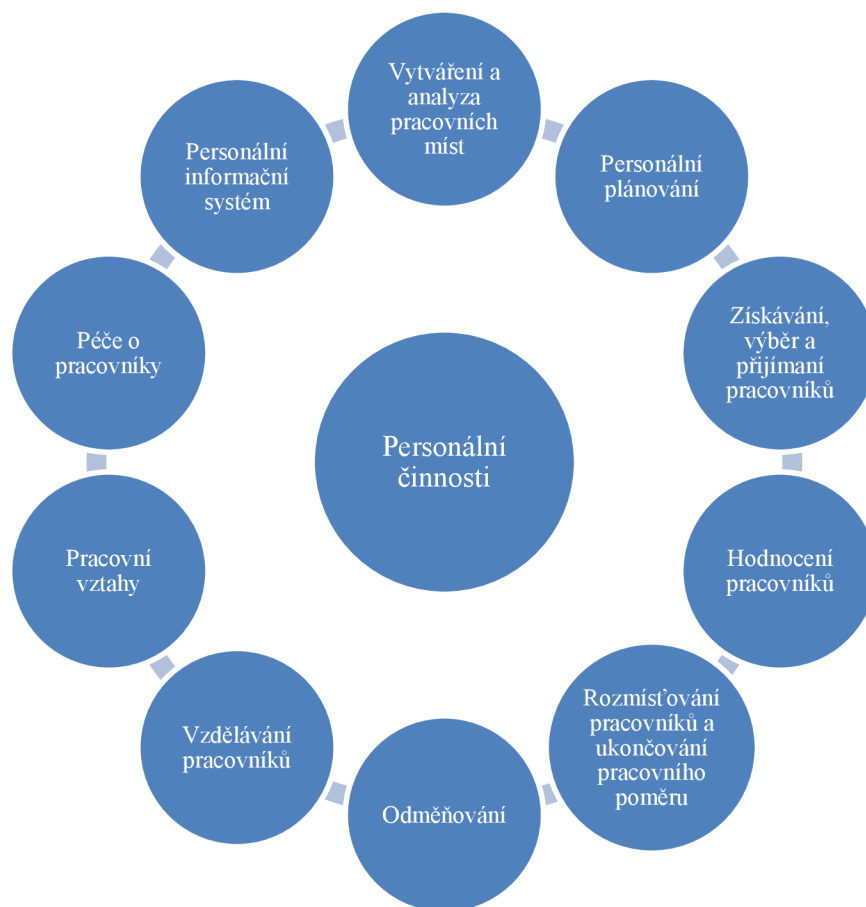 Vytváření a
analyza
pracovních
míst
Personální
plánování
Získávání,
výběr a
přijímaní
pracovníků
Hodnocení
pracovníků
Rozmísťování
pracovníků a
ukončování
pracovního
poměru
Odměňování
Vzdělávání
pracovníků
Pracovní
vztahy
Péče o
pracovníky
Personální
informační
systém
Personální
činnosti